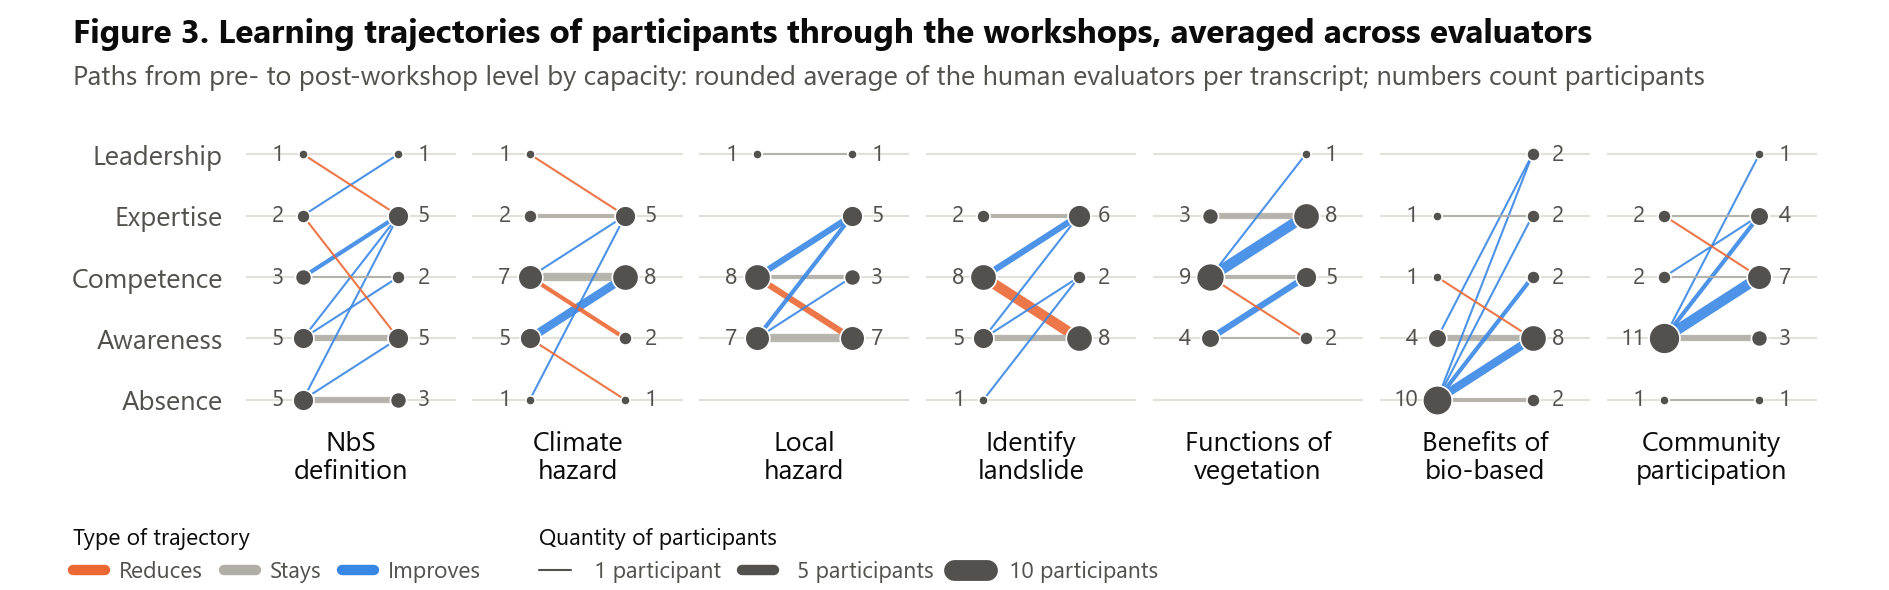 Figure 3. Learning trajectories of participants through the workshops, averaged across evaluators
Paths from pre- to post-workshop level by capacity: rounded average of the human evaluators per transcript; numbers count participants
Leadership 1 1 1 1 1 1 2 1
Expertise 2 5 2 5 5 2 6 3 8 1 2 2 4
Competence 3 2 7 8 8 3 8 2 9 5 1 2 2 7
Awareness 5 5 5 2 7 7 5 8 4 2 4 8 11 3
Absence 5 3 1 1 1 10 2 1 1
NbS definition
Climate hazard
Local hazard
Identify landslide
Functions of vegetation
Benefits of bio-based
Community participation
Type of trajectory
Reduces Stays Improves
Quantity of participants
1 participant 5 participants 10 participants